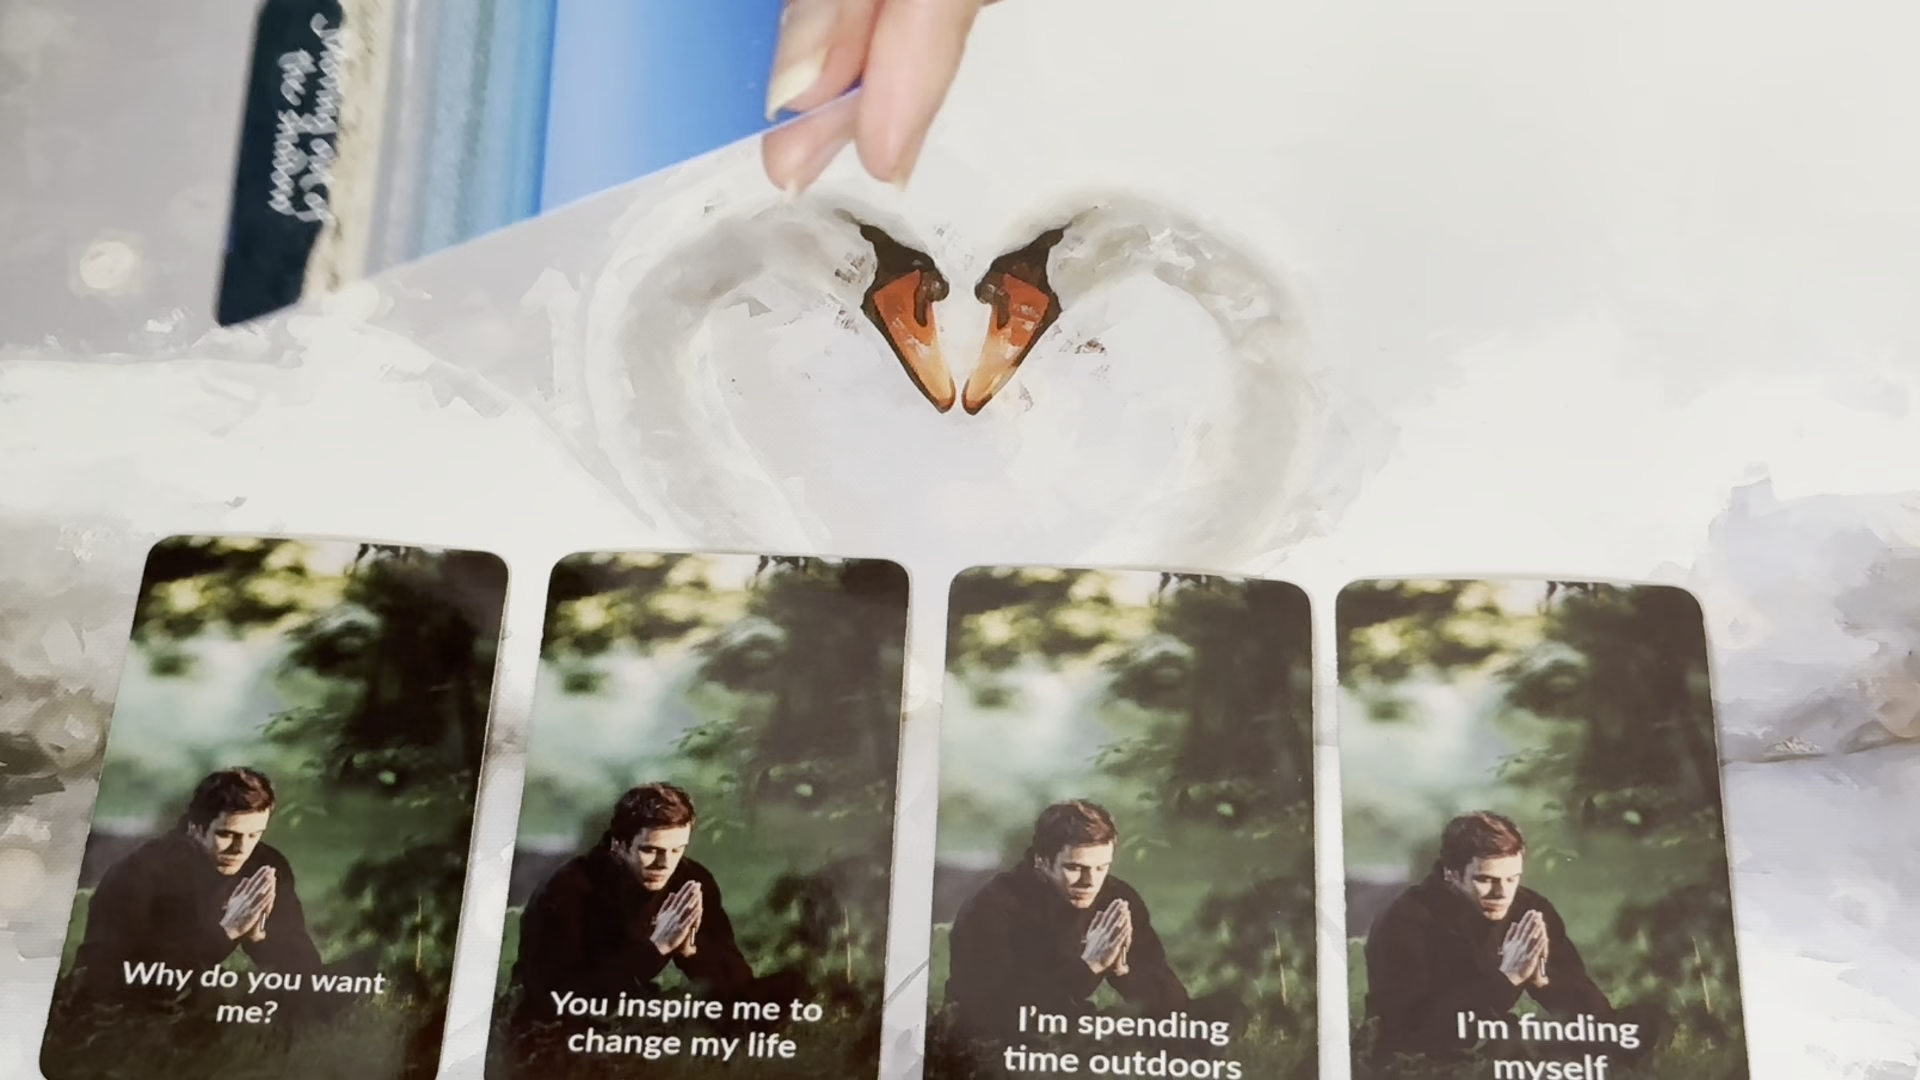 Why do you want
me?
You inspire me to
change my life
I'm spending
time outdoors
I'm finding
myself